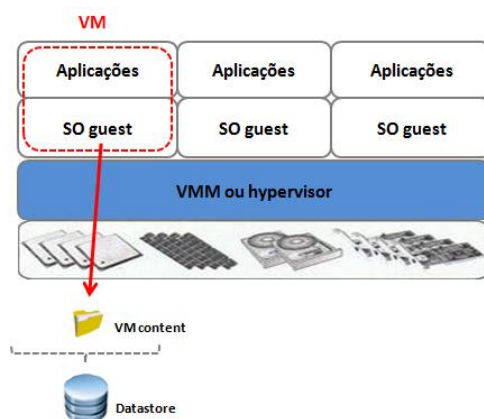 VM
Aplicações Aplicações Aplicações
SO guest SO guest SO guest
VMM ou hypervisor
VM content
Datastore